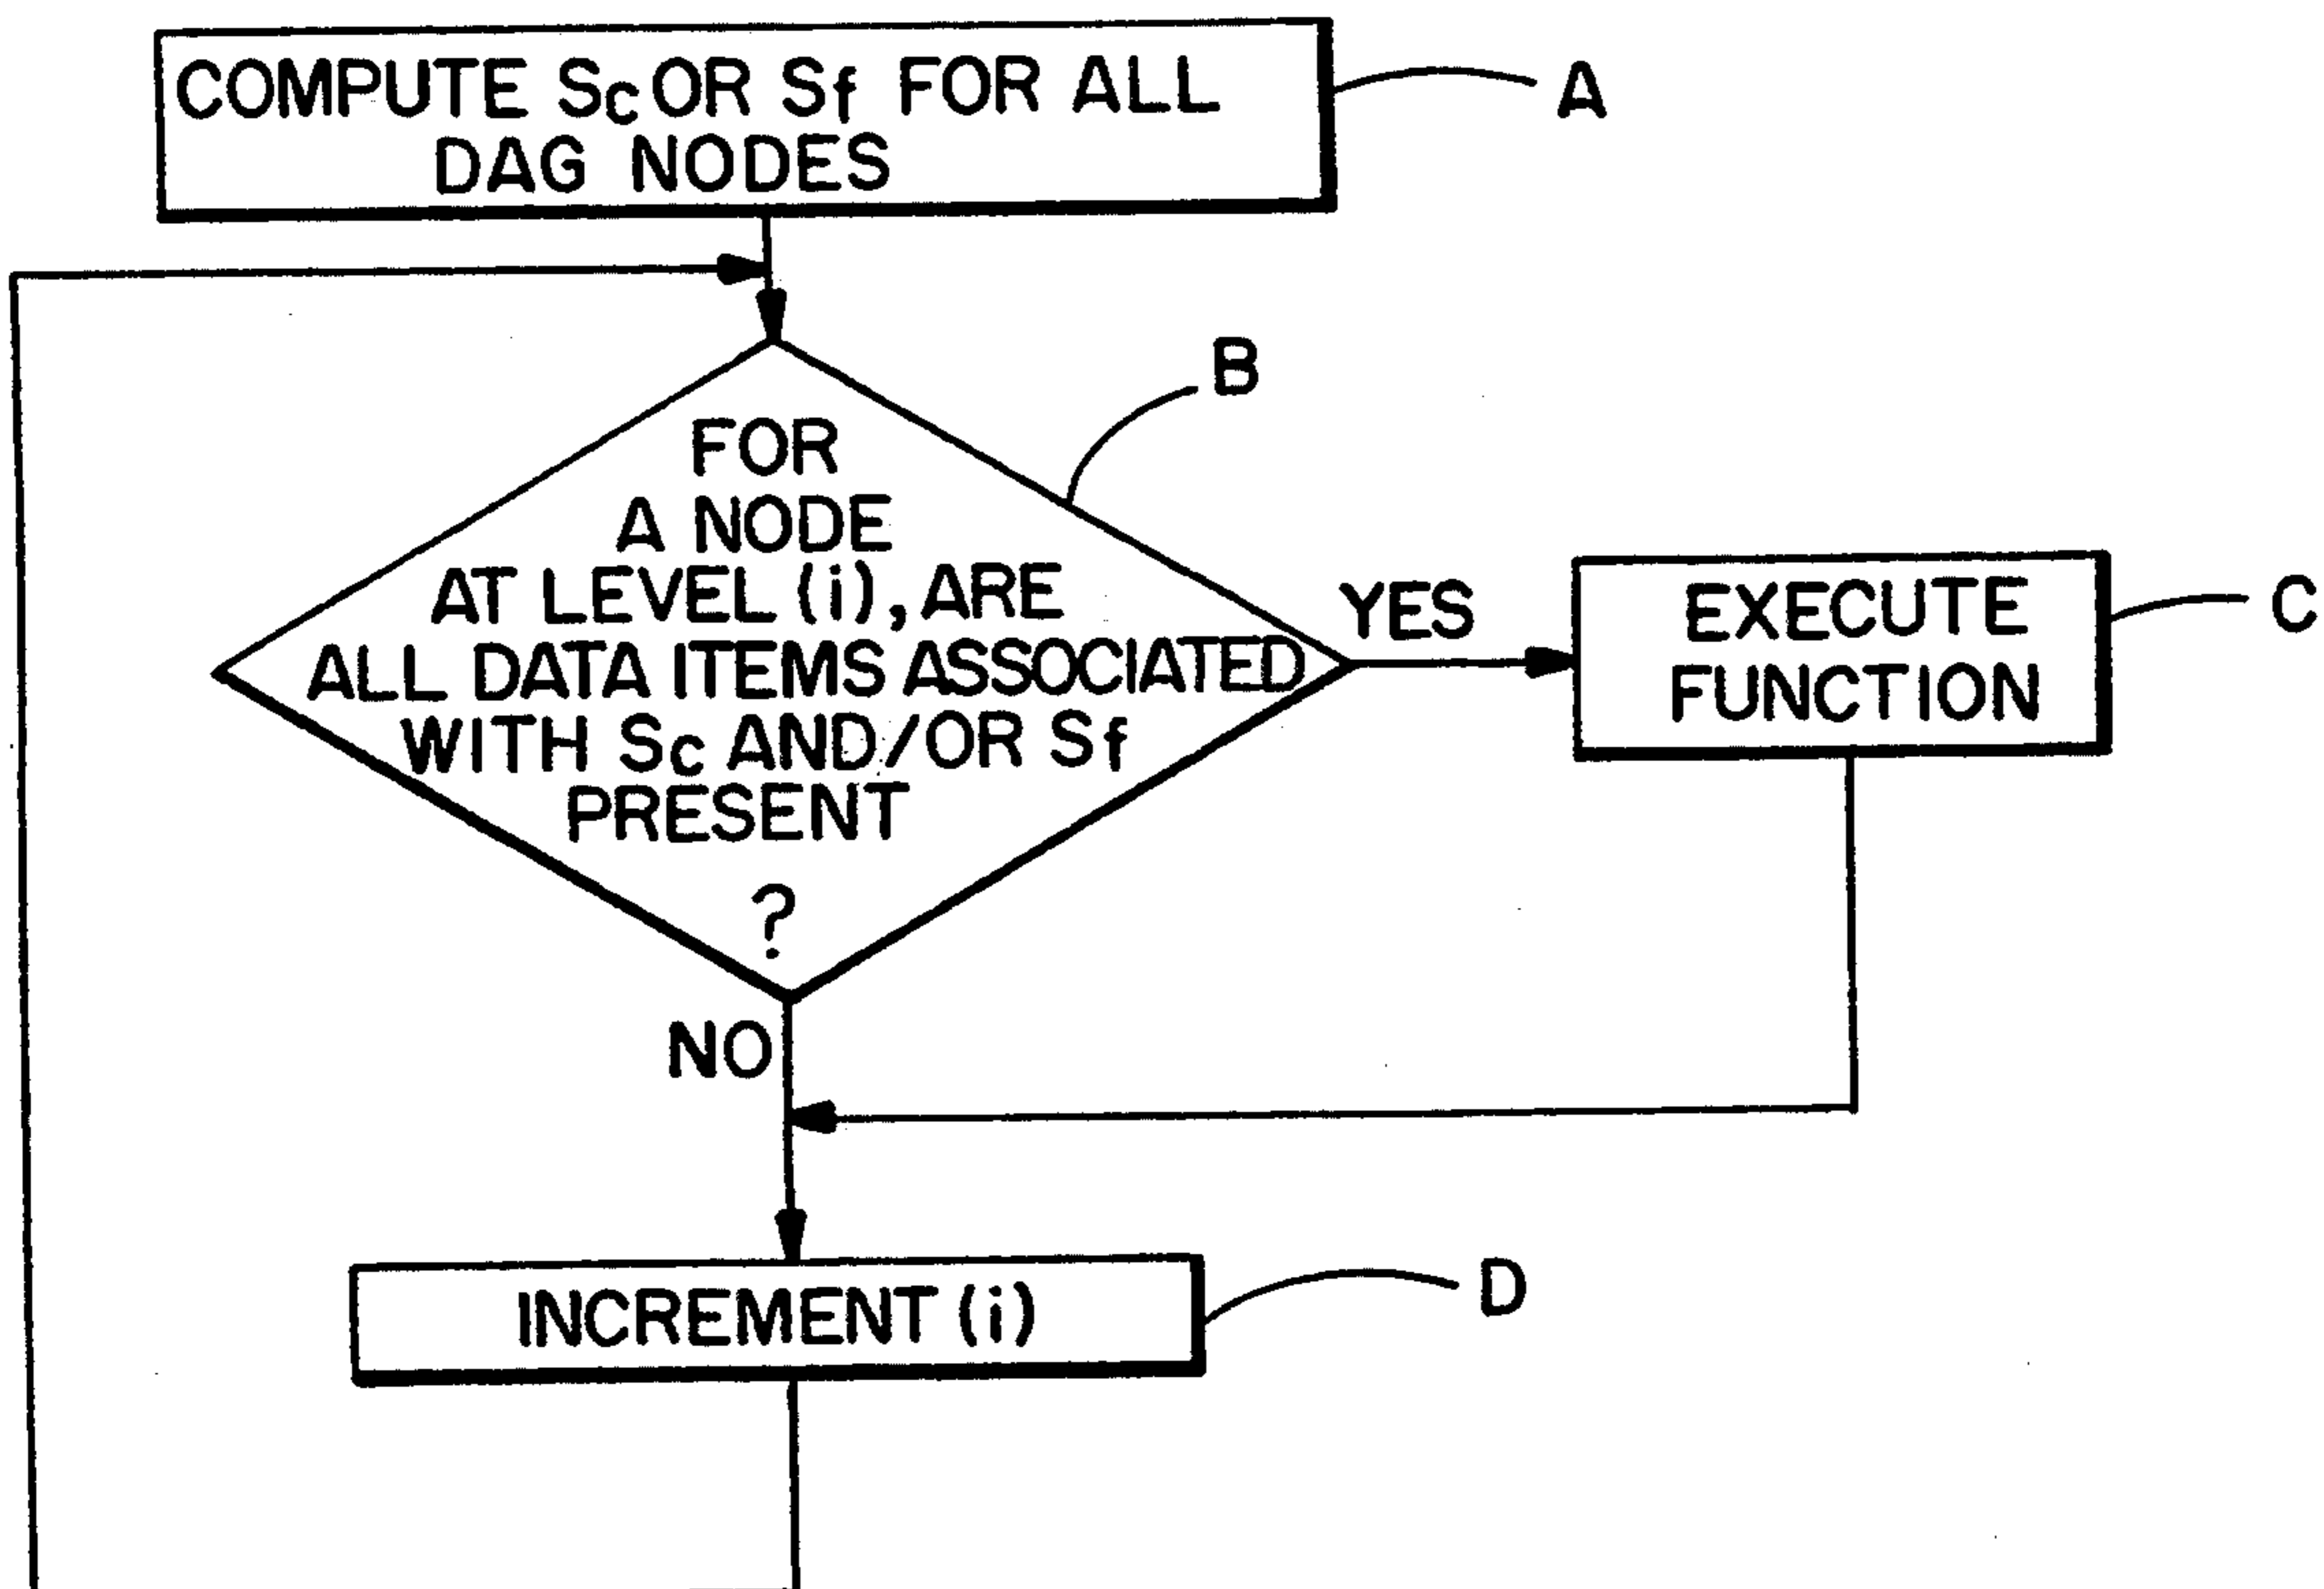 COMPUTE Sc OR Sf FOR ALL
DAG NODES
A
B
FOR
A NODE
AT LEVEL (i), ARE
ALL DATA ITEMS ASSOCIATED
WITH Sc AND/OR Sf
PRESENT
?
YES
EXECUTE
FUNCTION
C
NO
INCREMENT (i)
D